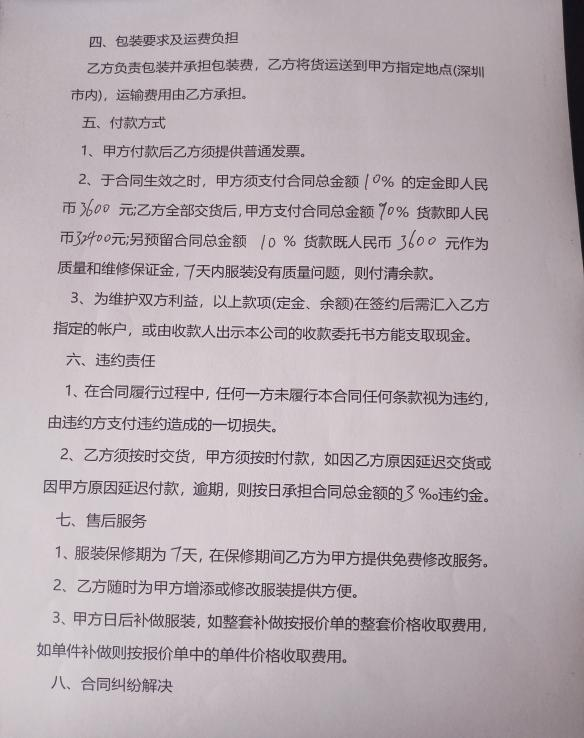 四、包装要求及运费负担
乙方负责包装并承担包装费，乙方将货运送到甲方指定地点(深圳
市内)，运输费用由乙方承担。
五、付款方式
1、甲方付款后乙方须提供普通发票。
2、于合同生效之时，甲方须支付合同总金额10%的定金即人民
币3600元;乙方全部交货后,甲方支付合同总金额90%货款即人民
币32400元;另预留合同总金额 10 % 货款既人民币 3600 元作为
质量和维修保证金，7天内服装没有质量问题，则付清余款。
3、为维护双方利益，以上款项(定金、余额)在签约后需汇入乙方
指定的帐户，或由收款人出示本公司的收款委托书方能支取现金。
六、违约责任
1、在合同履行过程中，任何一方未履行本合同任何条款视为违约，
由违约方支付违约造成的一切损失。
2、乙方须按时交货，甲方须按时付款，如因乙方原因延迟交货或
因甲方原因延迟付款，逾期，则按日承担合同总金额的3‰违约金。
七、售后服务
1、服装保修期为7天，在保修期间乙方为甲方提供免费修改服务。
2、乙方随时为甲方增添或修改服装提供方便。
3、甲方日后补做服装，如整套补做按报价单的整套价格收取费用，
如单件补做则按报价单中的单件价格收取费用。
八、合同纠纷解决